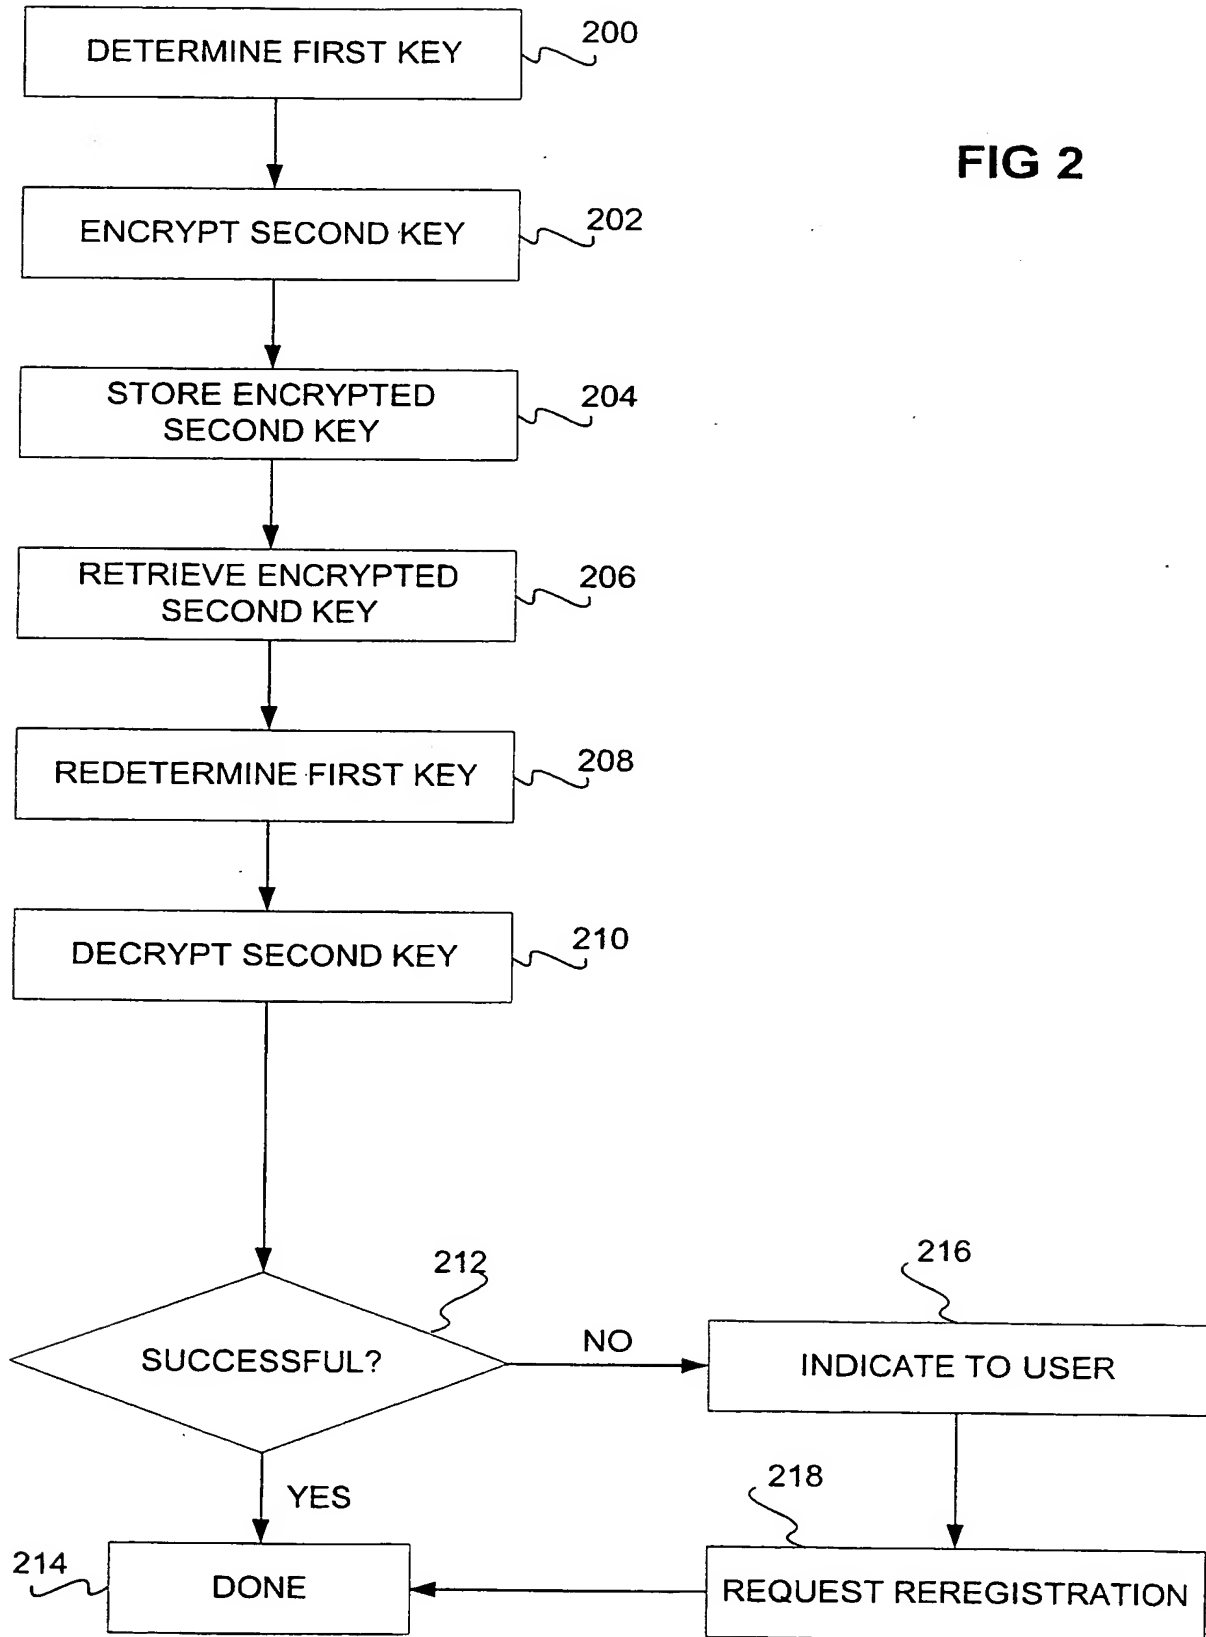 DETERMINE FIRST KEY
200
FIG 2
ENCRYPT SECOND KEY
202
STORE ENCRYPTED
SECOND KEY
204
RETRIEVE ENCRYPTED
SECOND KEY
206
REDETERMINE FIRST KEY
208
DECRYPT SECOND KEY
210
212
SUCCESSFUL?
NO
216
INDICATE TO USER
YES
218
214
DONE
REQUEST REREGISTRATION